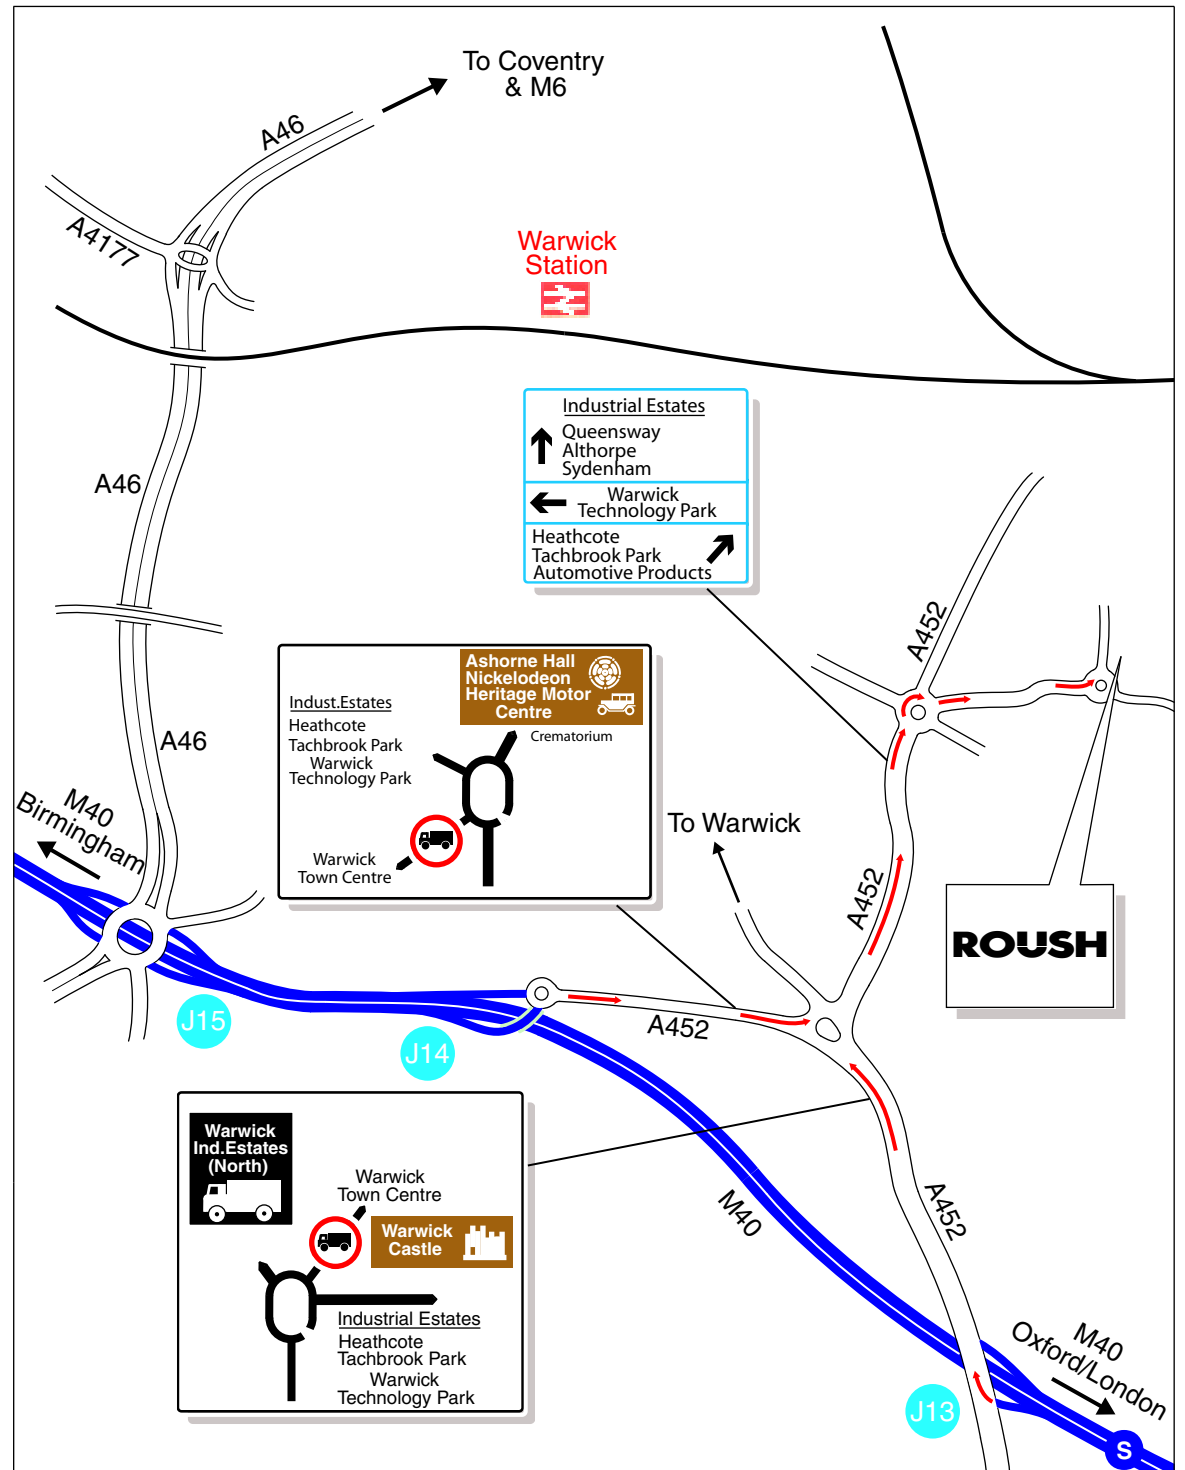 To Coventry
& M6
A46
A4177
Warwick
Station
Industrial Estates
Queensway
Althorpe
Sydenham
Warwick
Technology Park
Heathcote
Tachbrook Park
Automotive Products
A46
A452
Ashorne Hall
Nickelodeon
Heritage Motor
Centre
Crematorium
Indust.Estates
Heathcote
Tachbrook Park
Warwick
Technology Park
Warwick
Town Centre
A46
M40
Birmingham
To Warwick
A452
ROUSH
J15
J14
A452
Warwick
Ind.Estates
(North)
Warwick
Town Centre
Warwick
Castle
Industrial Estates
Heathcote
Tachbrook Park
Warwick
Technology Park
M40
A452
M40
Oxford/London
J13
S